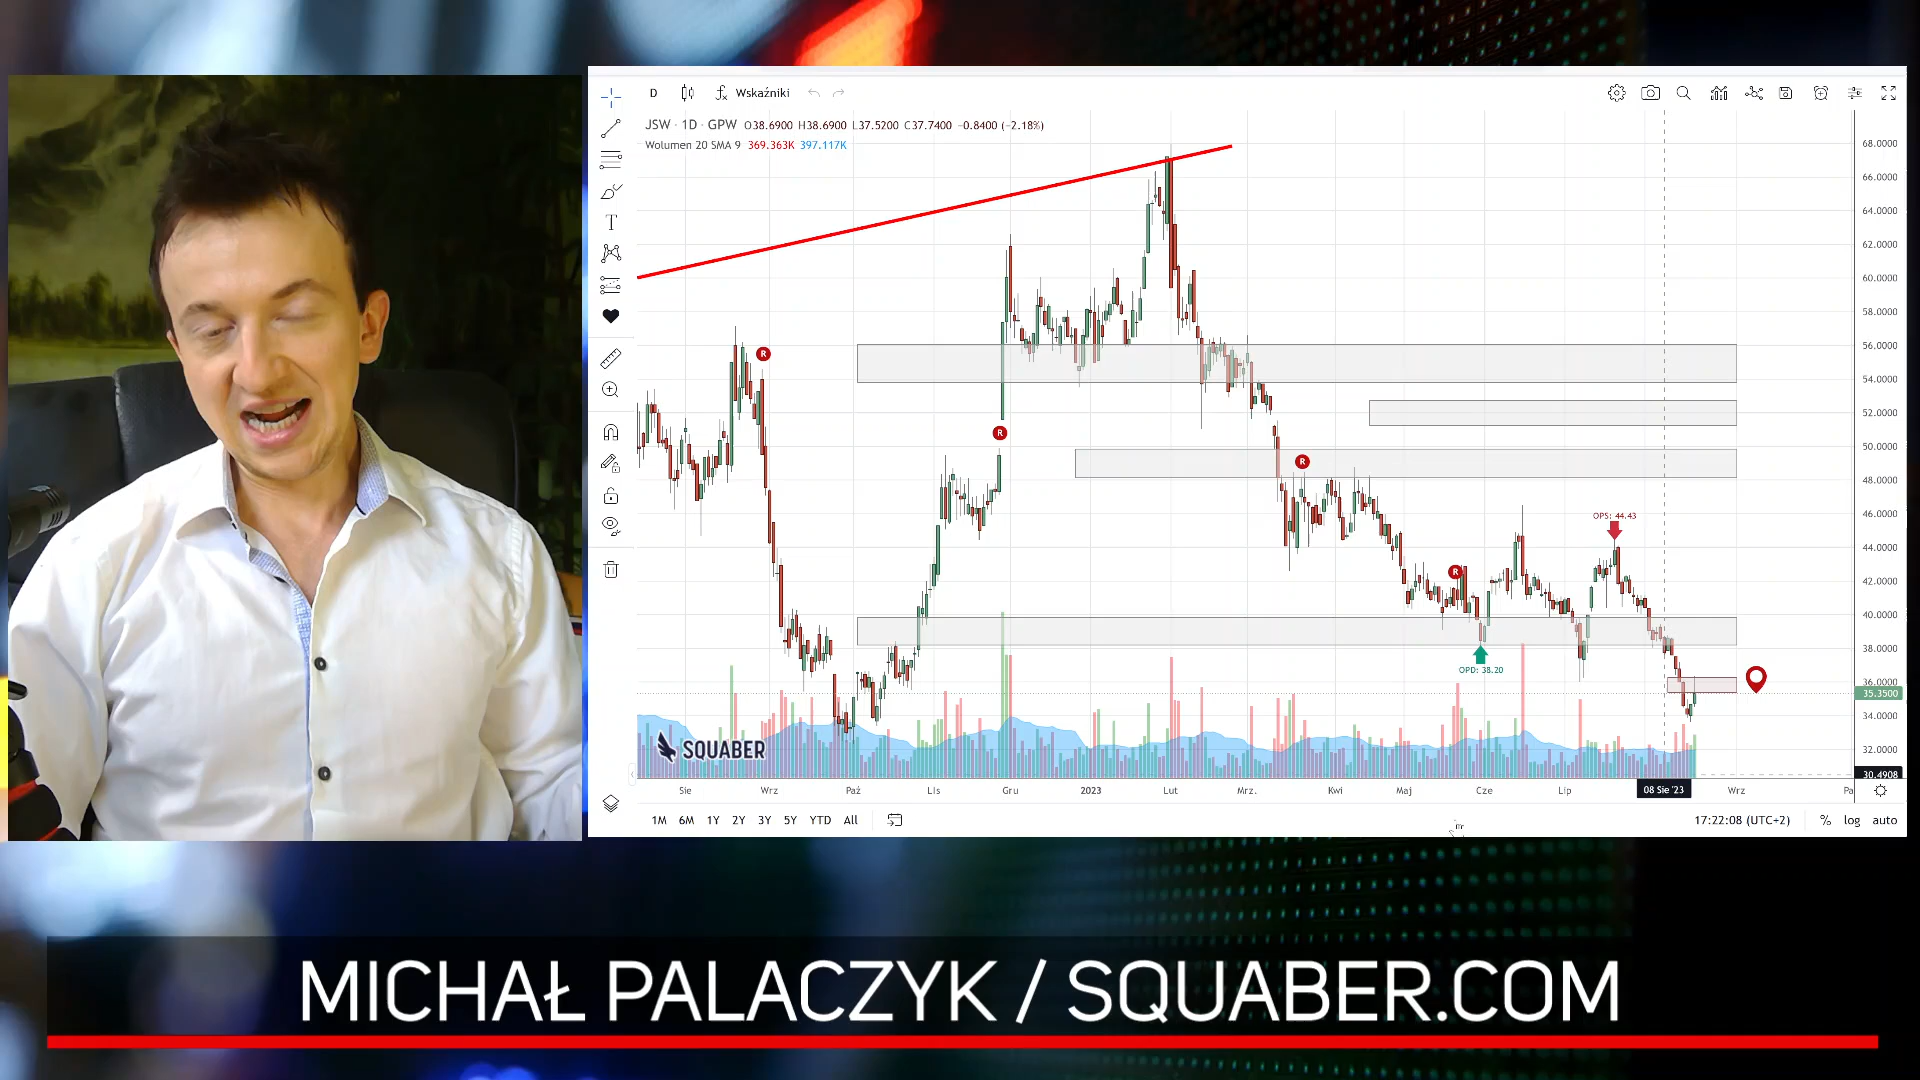 D Wskaźniki
JSW · 1D · GPW O38.6900 H38.6900 L37.5200 C37.7400 −0.8400 (−2.18%)
Wolumen 20 SMA 9 369.363K 397.117K
68.0000
66.0000
64.0000
62.0000
60.0000
58.0000
56.0000
54.0000
52.0000
50.0000
48.0000
46.0000
44.0000
42.0000
40.0000
38.0000
36.0000
35.3500
34.0000
32.0000
30.4908
R
R
R
R
OPS: 44.43
OPD: 38.20
SQUABER
Sie Wrz Paź Lis Gru 2023 Lut Mrz. Kwi Maj Cze Lip 08 Sie '23 Wrz Pa
1M 6M 1Y 2Y 3Y 5Y YTD All 17:22:08 (UTC+2) % log auto
MICHAŁ PALACZYK / SQUABER.COM